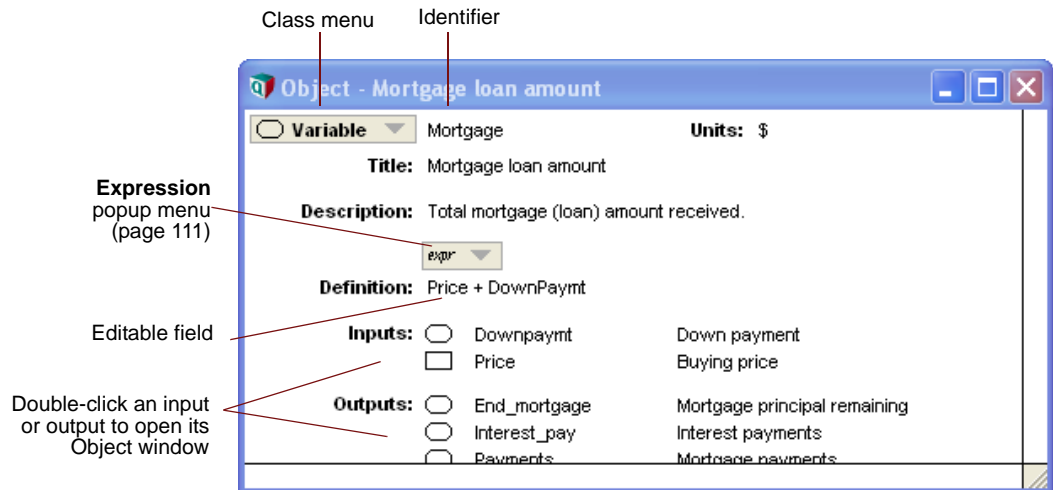 Class menu
Identifier
Object - Mortgage loan amount
Variable
Mortgage
Units: $
Title: Mortgage loan amount
Expression
popup menu
(page 111)
Description: Total mortgage (loan) amount received.
expr
Definition: Price + DownPaymt
Editable field
Inputs: Downpaymt Down payment
Price Buying price
Double-click an input
or output to open its
Object window
Outputs: End_mortgage Mortgage principal remaining
Interest_pay Interest payments
Payments Mortgage payments